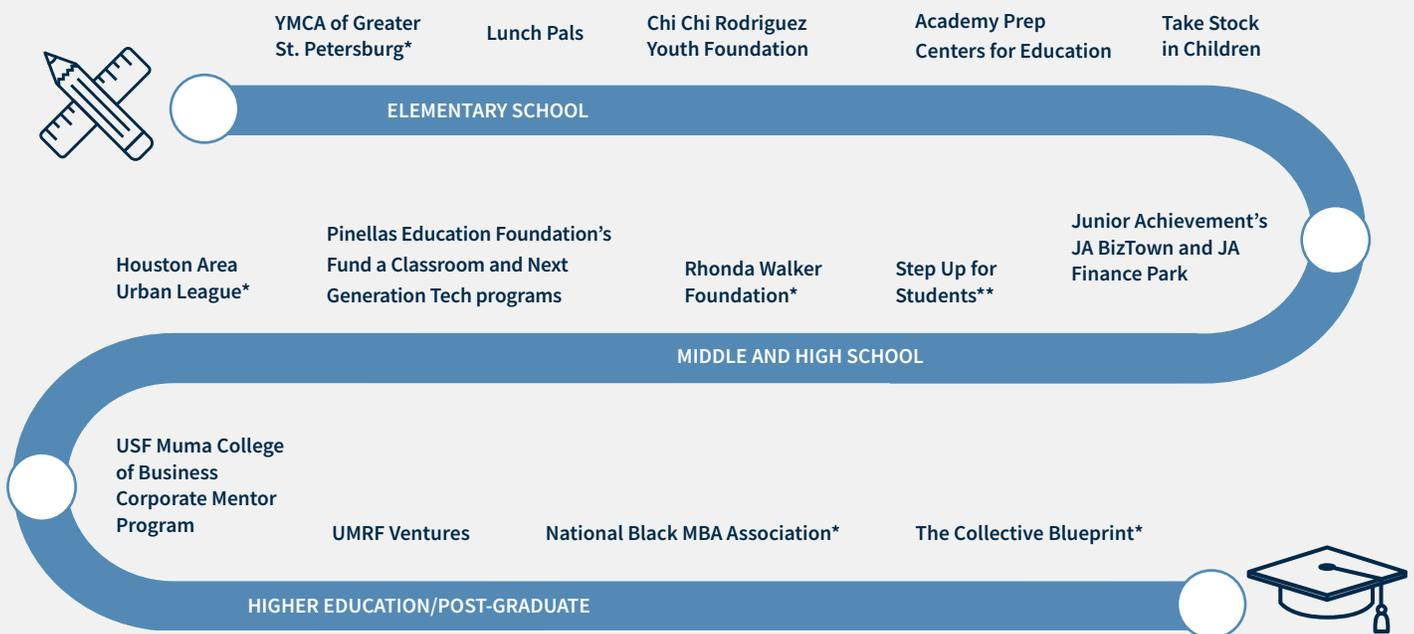 YMCA of Greater
St. Petersburg*
Lunch Pals
Chi Chi Rodriguez
Youth Foundation
Academy Prep
Centers for Education
Take Stock
in Children
ELEMENTARY SCHOOL
Junior Achievement’s
JA BizTown and JA
Finance Park
Step Up for
Students**
Rhonda Walker
Foundation*
Pinellas Education Foundation’s
Fund a Classroom and Next
Generation Tech programs
Houston Area
Urban League*
MIDDLE AND HIGH SCHOOL
USF Muma College
of Business
Corporate Mentor
Program
UMRF Ventures
National Black MBA Association*
The Collective Blueprint*
HIGHER EDUCATION/POST-GRADUATE